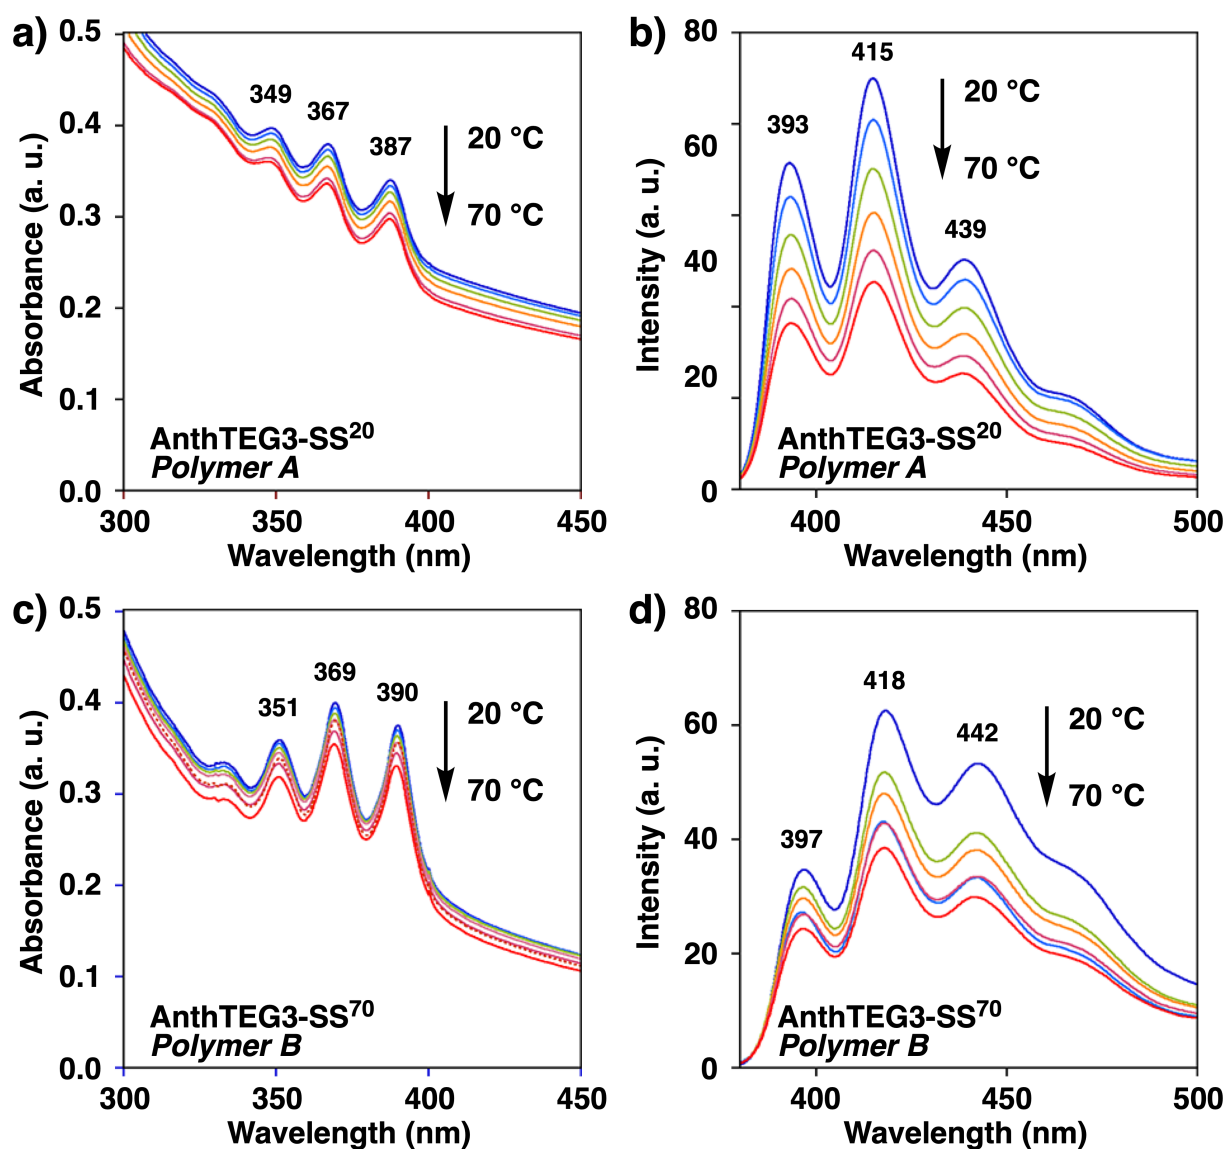 a)
0.5
0.4
0.3
0.2
0.1
0.0
Absorbance (a. u.)
349
367
387
20 °C
70 °C
AnthTEG3-SS20
Polymer A
300 350 400 450
Wavelength (nm)
b)
80
60
40
20
0
Intensity (a. u.)
393
415
439
20 °C
70 °C
AnthTEG3-SS20
Polymer A
400 450 500
Wavelength (nm)
c)
0.5
0.4
0.3
0.2
0.1
0.0
Absorbance (a. u.)
351
369
390
20 °C
70 °C
AnthTEG3-SS70
Polymer B
300 350 400 450
Wavelength (nm)
d)
80
60
40
20
0
Intensity (a. u.)
397
418
442
20 °C
70 °C
AnthTEG3-SS70
Polymer B
400 450 500
Wavelength (nm)